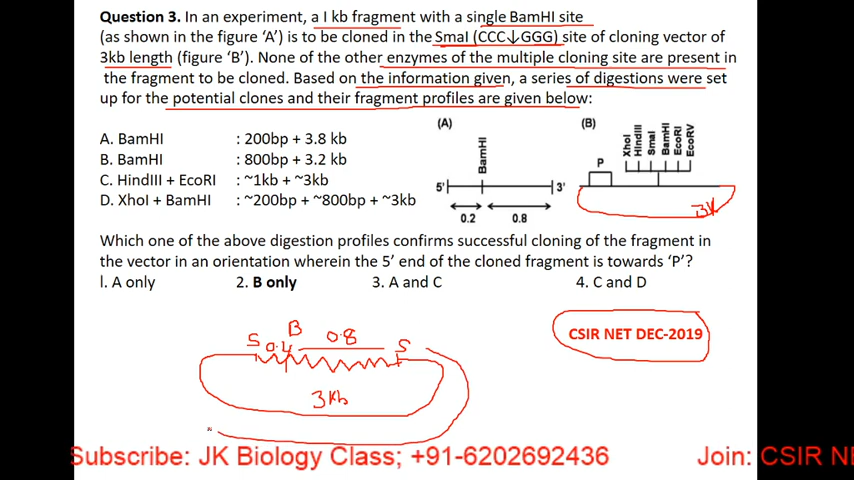 Question 3. In an experiment, a I kb fragment with a single BamHI site
(as shown in the figure 'A') is to be cloned in the SmaI (CCC↓GGG) site of cloning vector of
3kb length (figure 'B'). None of the other enzymes of the multiple cloning site are present in
the fragment to be cloned. Based on the information given, a series of digestions were set
up for the potential clones and their fragment profiles are given below:
A. BamHI : 200bp + 3.8 kb
B. BamHI : 800bp + 3.2 kb
C. HindIII + EcoRI : ~1kb + ~3kb
D. XhoI + BamHI : ~200bp + ~800bp + ~3kb
(A)
BamHI
5'
3'
0.2
0.8
(B)
P
XhoI
HindIII
SmaI
BamHI
EcoRI
EcoRV
3K
Which one of the above digestion profiles confirms successful cloning of the fragment in
the vector in an orientation wherein the 5' end of the cloned fragment is towards 'P'?
l. A only 2. B only 3. A and C 4. C and D
CSIR NET DEC-2019
B
S
0.8
S
3Kb
Subscribe: JK Biology Class; +91-6202692436 Join: CSIR NE